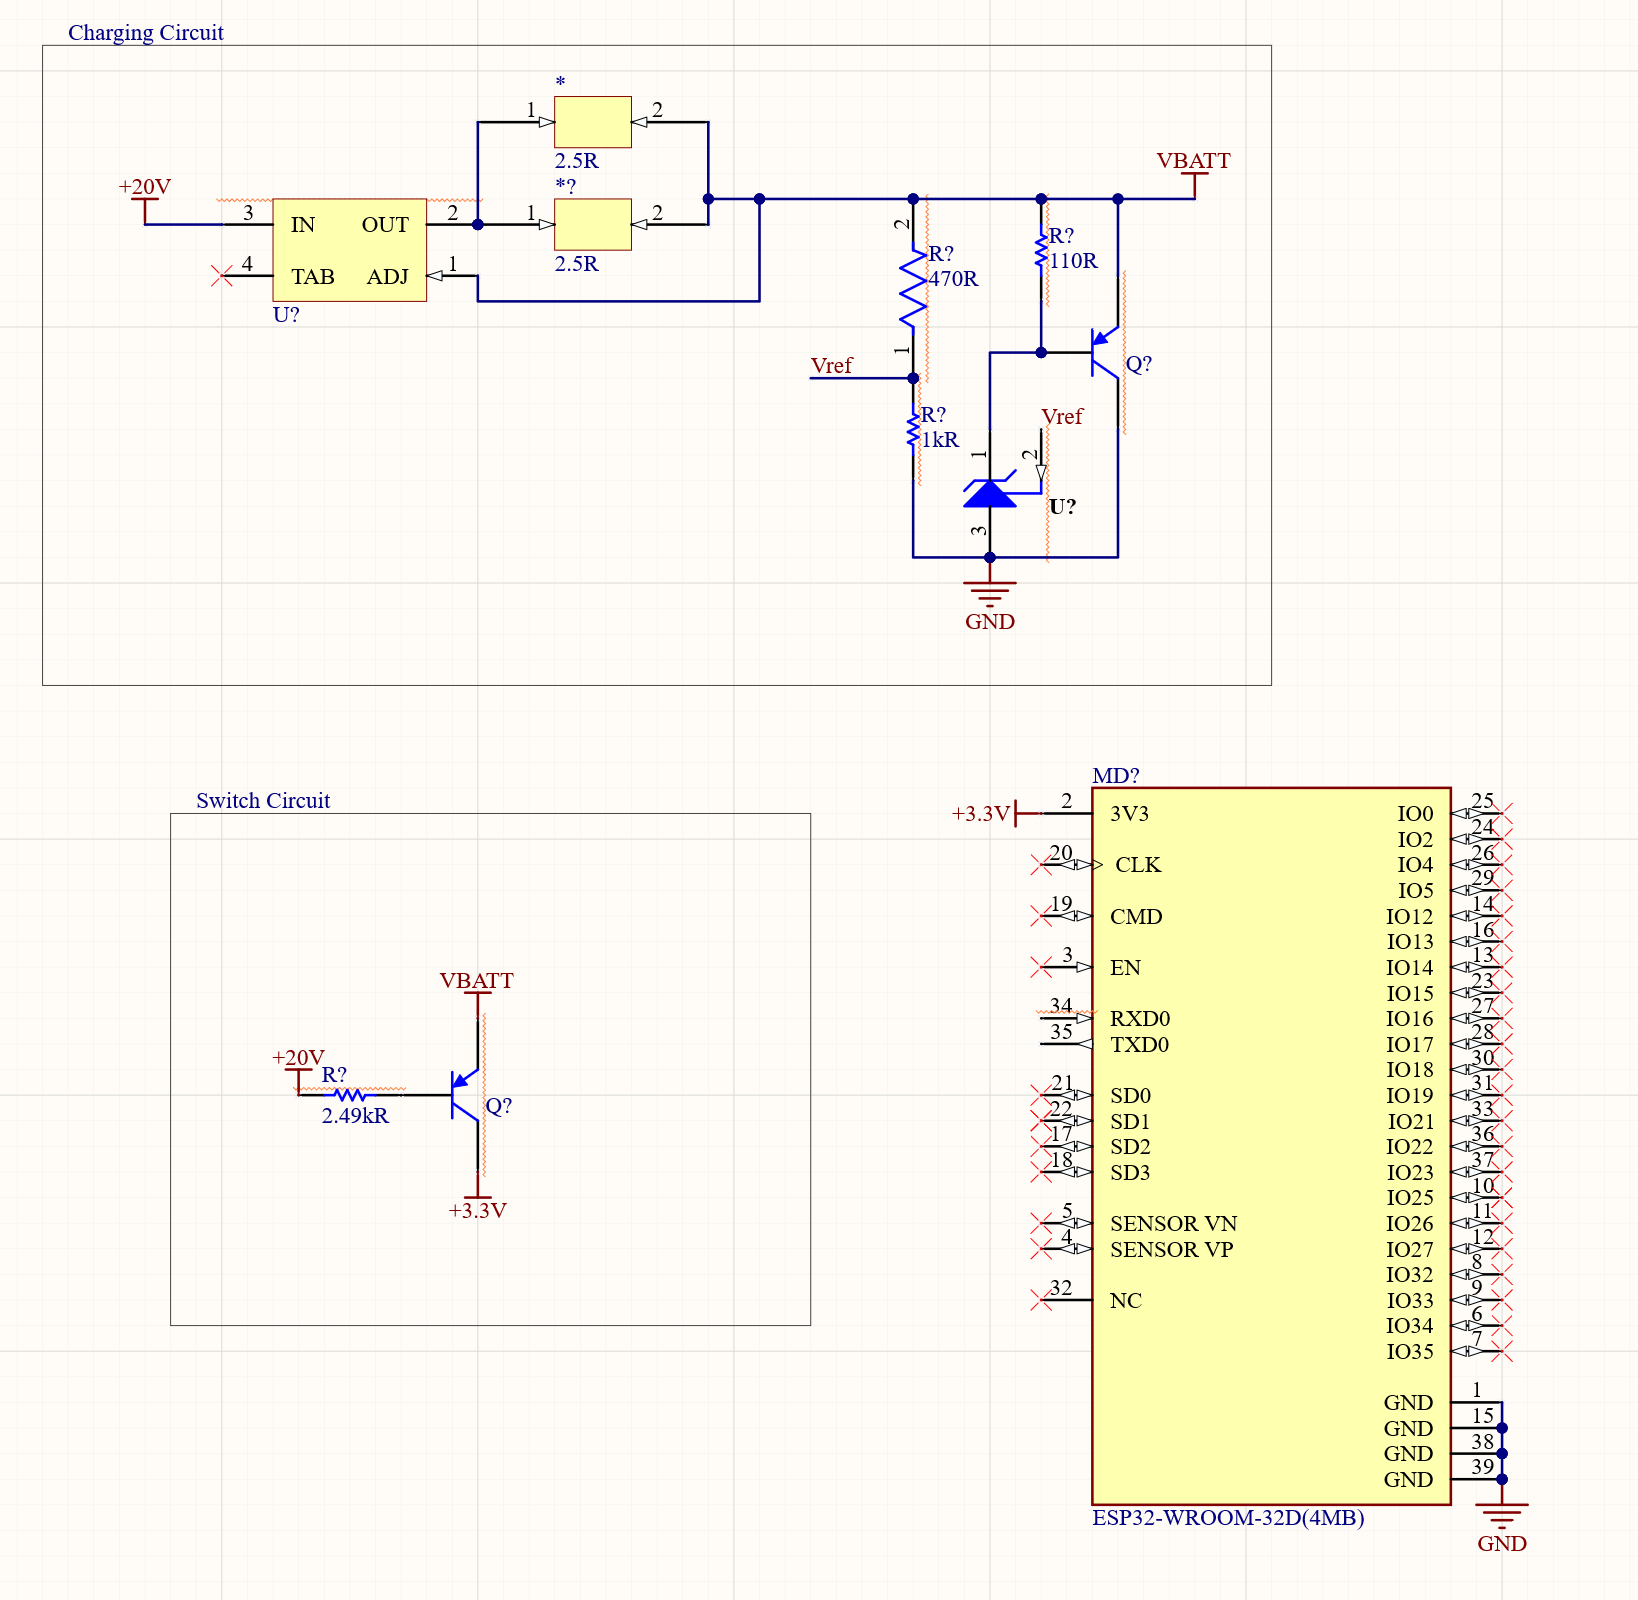 Charging Circuit
*
1
2
2.5R
*?
+20V
3
IN
OUT
2
1
2
4
TAB
ADJ
1
2.5R
U?
VBATT
2
R?
470R
1
R?
110R
Q?
Vref
R?
1kR
Vref
1
2
U?
3
GND
Switch Circuit
VBATT
+20V
R?
2.49kR
Q?
+3.3V
MD?
+3.3V
2
3V3
IO0
25
IO2
24
20
CLK
IO4
26
IO5
29
19
CMD
IO12
14
IO13
16
3
EN
IO14
13
IO15
23
34
RXD0
IO16
27
35
TXD0
IO17
28
IO18
30
21
SD0
IO19
31
22
SD1
IO21
33
17
SD2
IO22
36
18
SD3
IO23
37
IO25
10
5
SENSOR VN
IO26
11
4
SENSOR VP
IO27
12
IO32
8
32
NC
IO33
9
IO34
6
IO35
7
GND
1
GND
15
GND
38
GND
39
ESP32-WROOM-32D(4MB)
GND